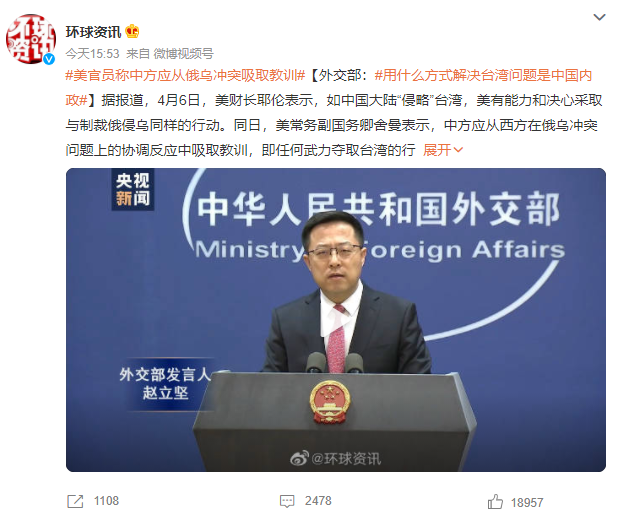 环球资讯
环球资讯
今天15:53 来自 微博视频号
#美官员称中方应从俄乌冲突吸取教训#【外交部：#用什么方式解决台湾问题是中国内
政#】据报道，4月6日，美财长耶伦表示，如中国大陆“侵略”台湾，美有能力和决心采取
与制裁俄侵乌同样的行动。同日，美常务副国务卿舍曼表示，中方应从西方在俄乌冲突
问题上的协调反应中吸取教训，即任何武力夺取台湾的行 展开
央视
新闻
中华人民共和国外交部
Ministry Foreign Affairs
外交部发言人
赵立坚
@环球资讯
1108
2478
18957